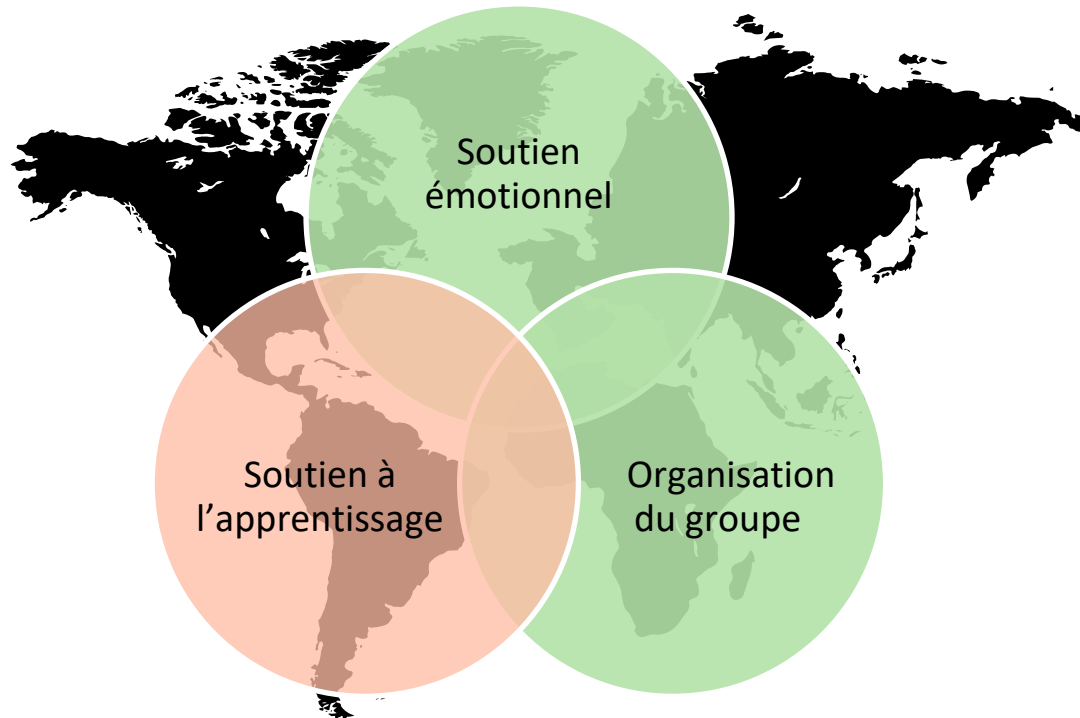 Soutien
émotionnel
Soutien à
l’apprentissage
Organisation
du groupe